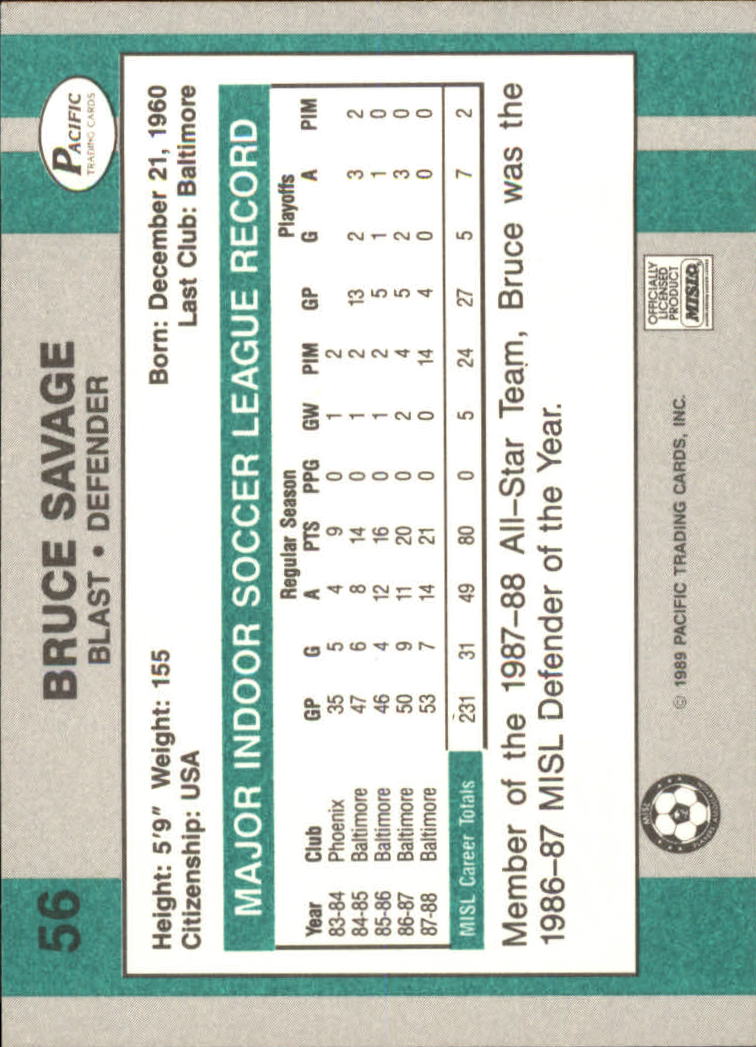 56
BRUCE SAVAGE
BLAST • DEFENDER
PACIFIC
TRADING CARDS
Height: 5'9" Weight: 155
Born: December 21, 1960
Citizenship: USA
Last Club: Baltimore
MAJOR INDOOR SOCCER LEAGUE RECORD
Regular Season Playoffs
Year Club GP G A PTS PPG GW PIM GP G A PIM
83-84 Phoenix 35 5 4 9 0 1 2
84-85 Baltimore 47 6 8 14 0 1 2 13 2 3 2
85-86 Baltimore 46 4 12 16 0 1 2 5 1 1 0
86-87 Baltimore 50 9 11 20 0 2 4 5 2 3 0
87-88 Baltimore 53 7 14 21 0 0 14 4 0 0 0
MISL Career Totals 231 31 49 80 0 5 24 27 5 7 2
Member of the 1987–88 All–Star Team, Bruce was the
1986–87 MISL Defender of the Year.
MISL
PLAYERS ASSOCIATION
© 1989 PACIFIC TRADING CARDS, INC.
OFFICIALLY
LICENSED
PRODUCT
MISL